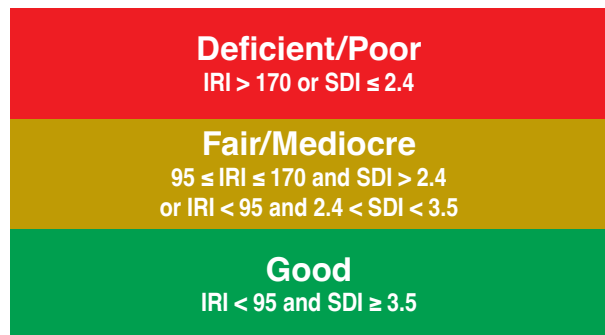 Deficient/Poor
IRI > 170 or SDI ≤ 2.4
Fair/Mediocre
95 ≤ IRI ≤ 170 and SDI > 2.4
or IRI < 95 and 2.4 < SDI < 3.5
Good
IRI < 95 and SDI ≥ 3.5